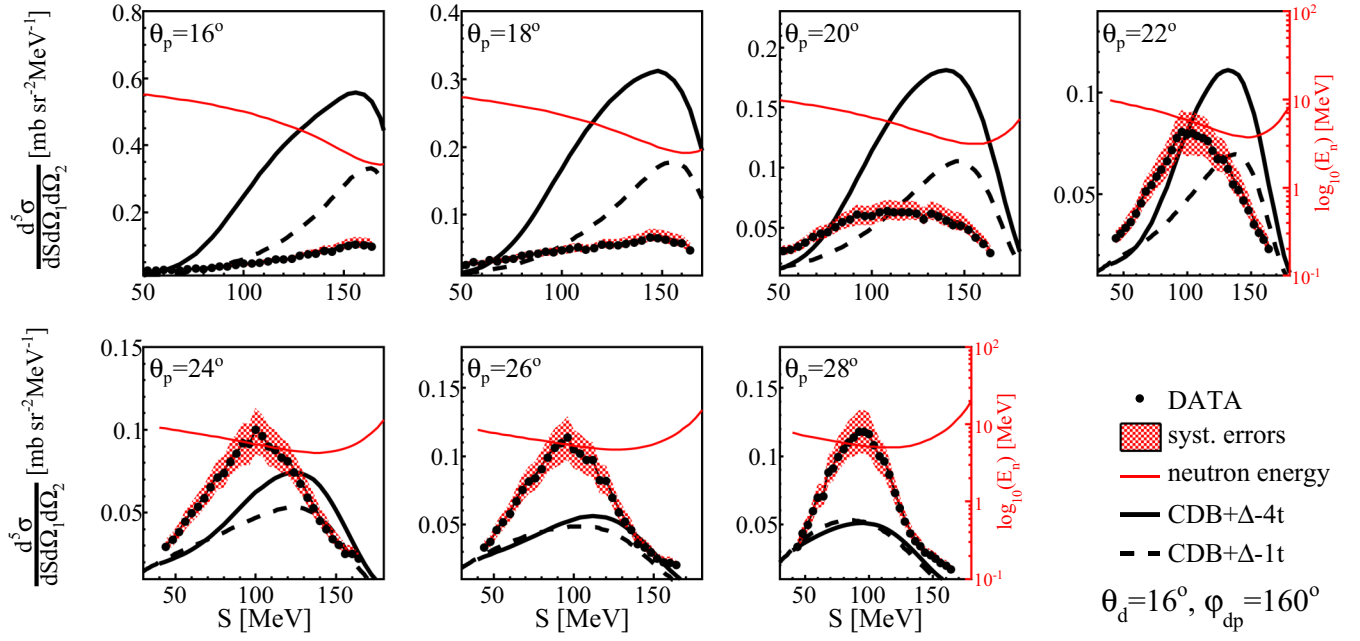 θp=16º
θp=18º
θp=20º
θp=22º
d⁵σ
dSdΩ₁dΩ₂ [mb sr⁻²MeV⁻¹]
0.8
0.6
0.4
0.2
50 100 150
0.4
0.3
0.2
0.1
50 100 150
0.2
0.15
0.1
0.05
50 100 150
0.1
0.05
50 100 150
10²
10
1
10⁻¹
log₁₀(Eₙ) [MeV]
θp=24º
θp=26º
θp=28º
d⁵σ
dSdΩ₁dΩ₂ [mb sr⁻²MeV⁻¹]
0.15
0.1
0.05
50 100 150
S [MeV]
0.15
0.1
0.05
50 100 150
S [MeV]
0.15
0.1
0.05
50 100 150
S [MeV]
10²
10
1
10⁻¹
log₁₀(Eₙ) [MeV]
DATA
syst. errors
neutron energy
CDB+Δ-4t
CDB+Δ-1t
θd=16º, φdp=160º